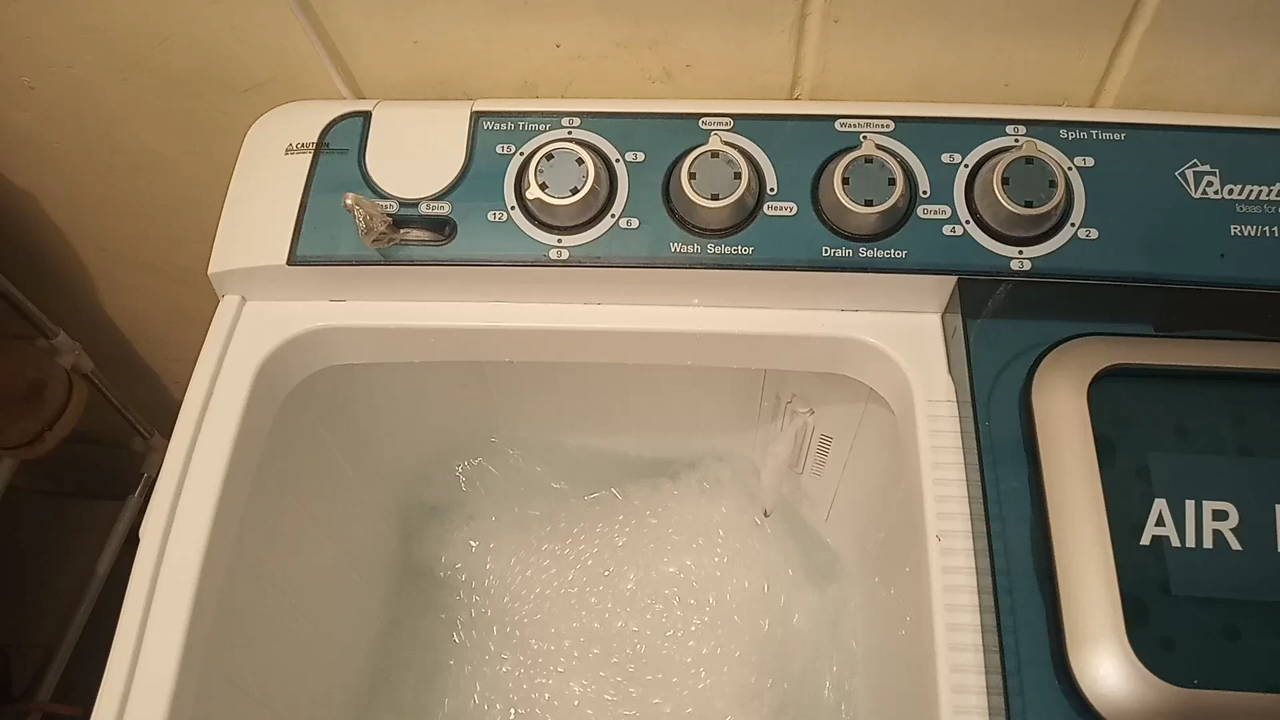 CAUTION
Wash Timer
0
3
6
9
12
15
Spin
Normal
Heavy
Wash Selector
Wash/Rinse
Drain
Drain Selector
Spin Timer
0
1
2
3
4
5
RW/11
AIR